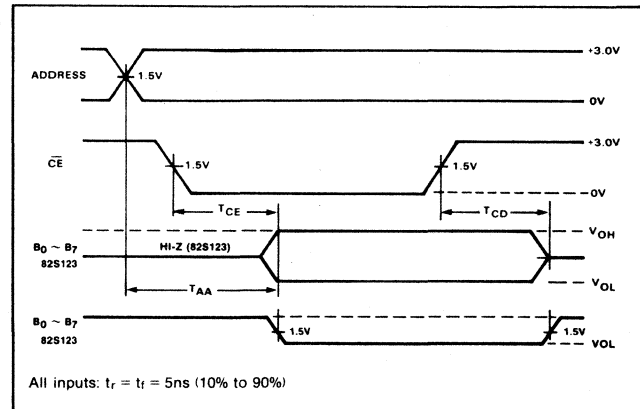 +3.0V
ADDRESS 1.5V
0V
+3.0V
CE 1.5V 1.5V
0V
TCE TCD
VOH
B0 ~ B7 HI-Z (82S123)
82S123
VOL
TAA
B0 ~ B7 1.5V 1.5V
82S123 VOL
All inputs: tr = tf = 5ns (10% to 90%)